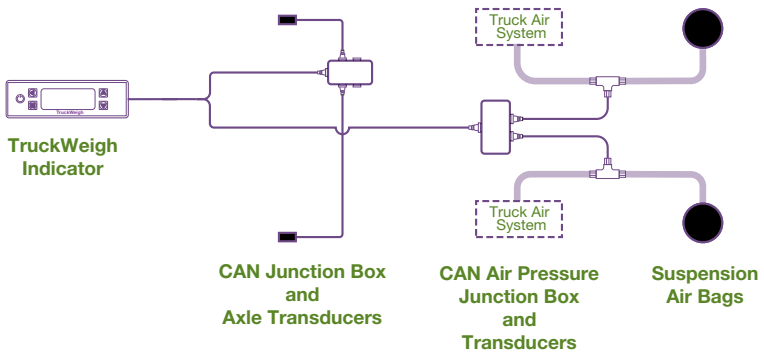 Truck Air
System
TruckWeigh
TruckWeigh
Indicator
Truck Air
System
CAN Junction Box
and
Axle Transducers
CAN Air Pressure
Junction Box
and
Transducers
Suspension
Air Bags